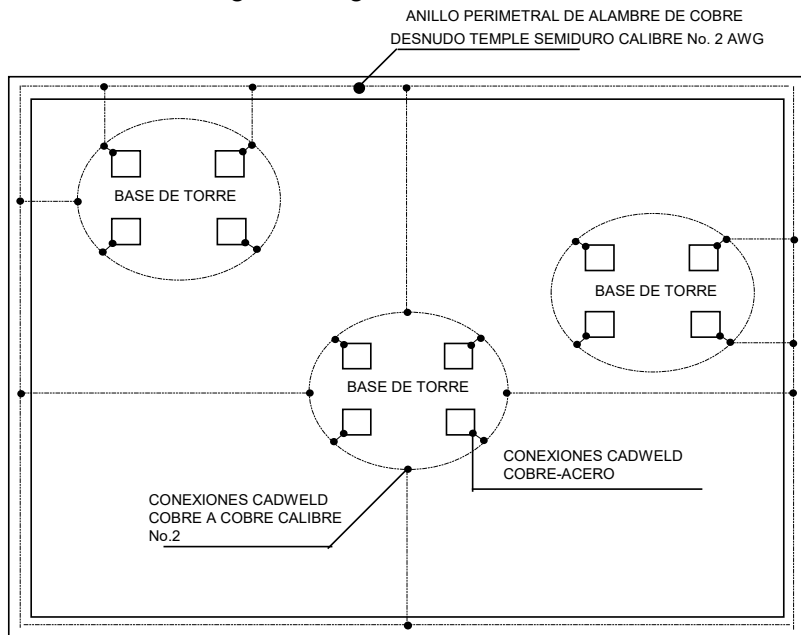 ANILLO PERIMETRAL DE ALAMBRE DE COBRE
DESNUDO TEMPLE SEMIDURO CALIBRE No. 2 AWG
BASE DE TORRE
BASE DE TORRE
BASE DE TORRE
CONEXIONES CADWELD
COBRE-ACERO
CONEXIONES CADWELD
COBRE A COBRE CALIBRE
No.2